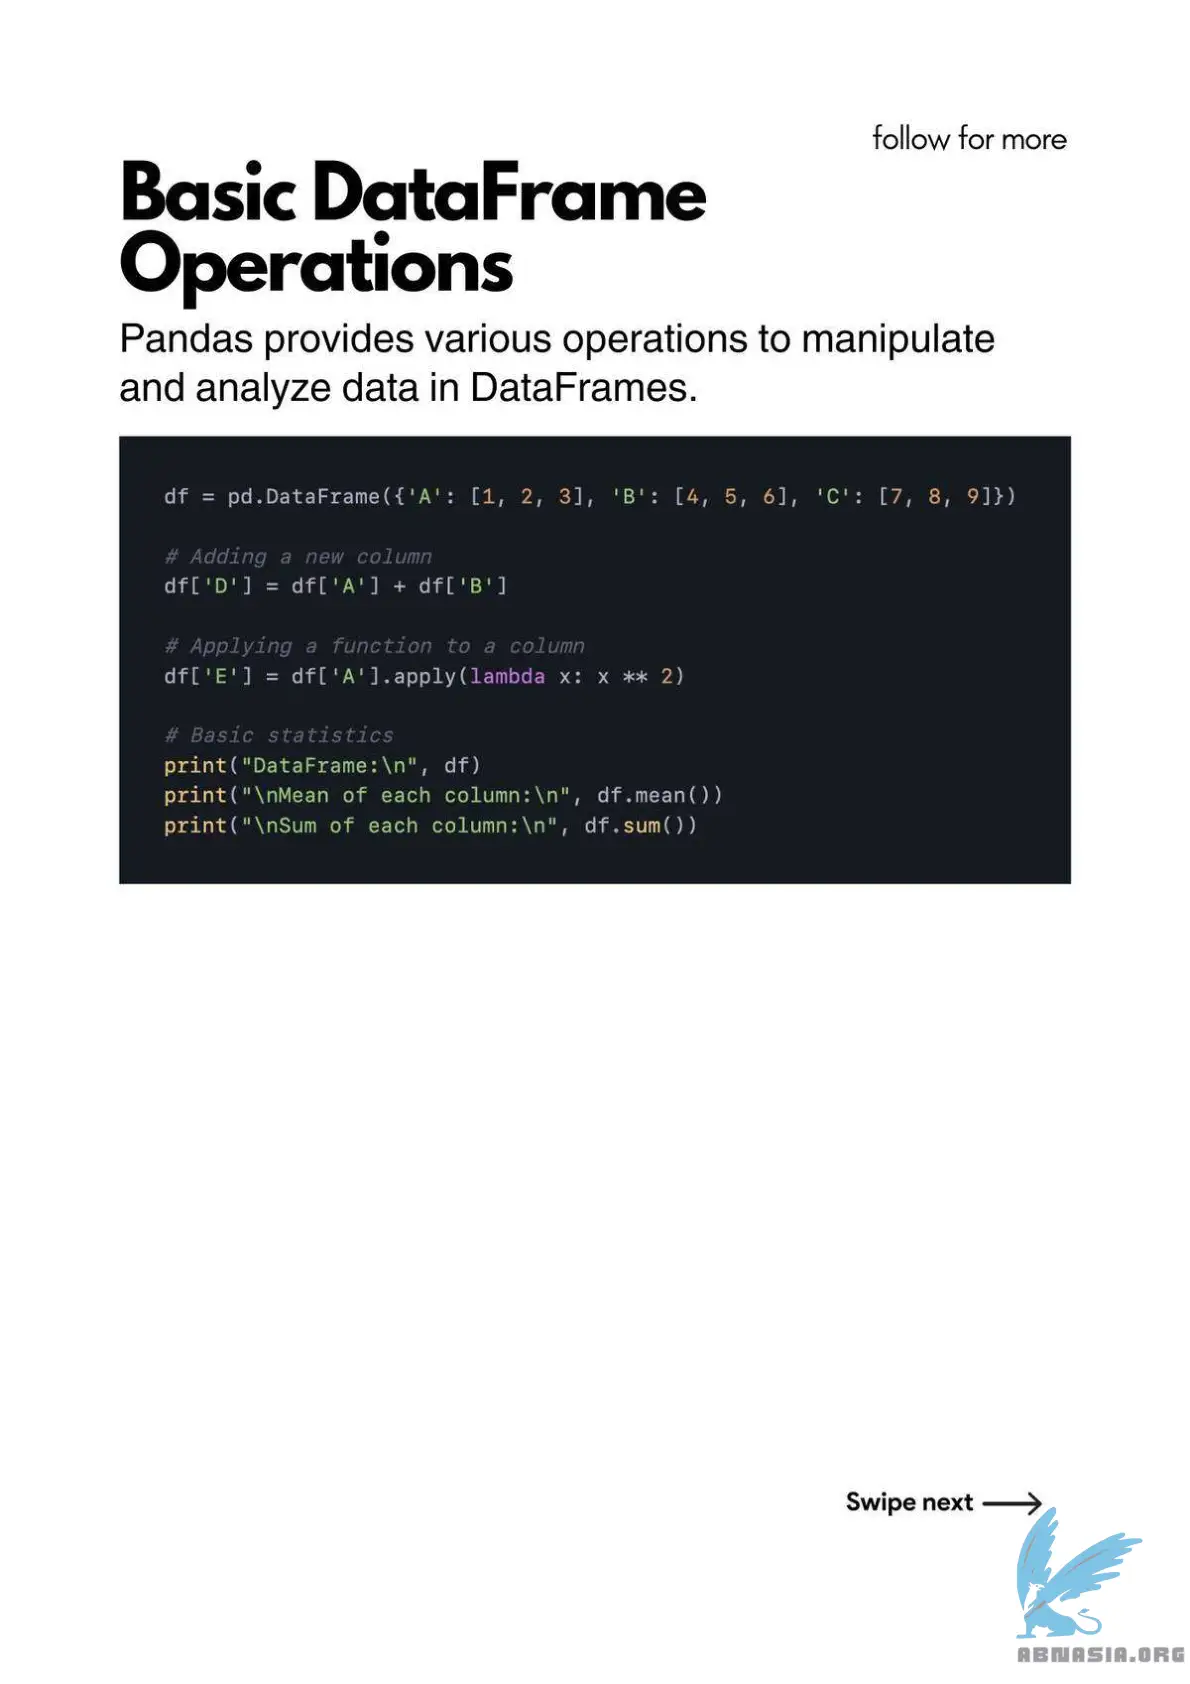 follow for more
Basic DataFrame
Operations
Pandas provides various operations to manipulate
and analyze data in DataFrames.
df = pd.DataFrame({'A': [1, 2, 3], 'B': [4, 5, 6], 'C': [7, 8, 9]})
# Adding a new column
df['D'] = df['A'] + df['B']
# Applying a function to a column
df['E'] = df['A'].apply(lambda x: x ** 2)
# Basic statistics
print("DataFrame:\n", df)
print("\nMean of each column:\n", df.mean())
print("\nSum of each column:\n", df.sum())
Swipe next
ABNASIA.ORG